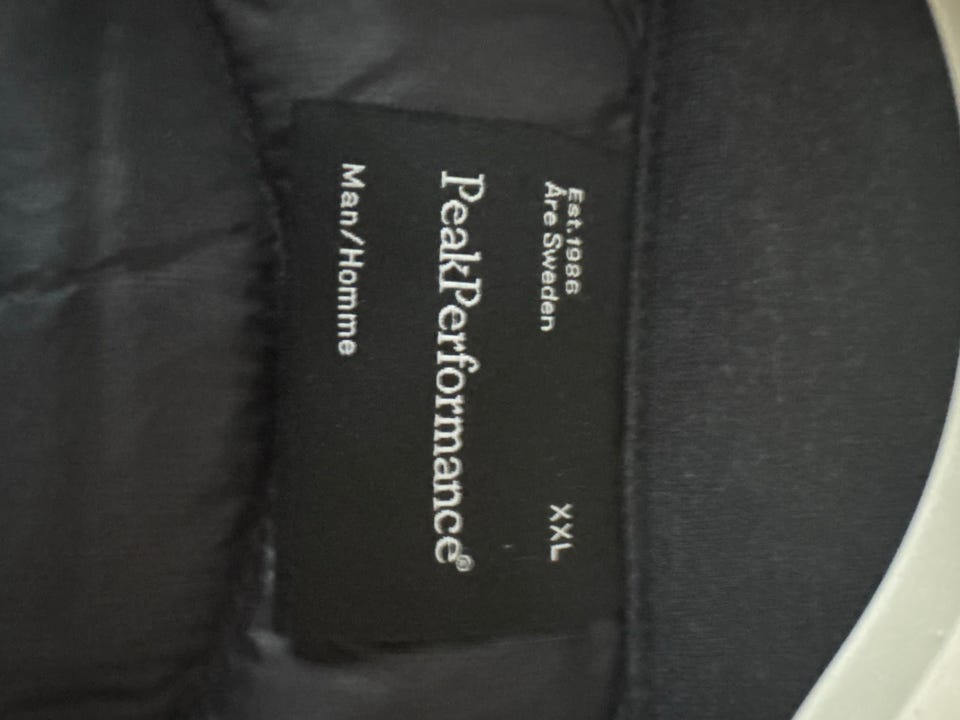 Est.1986
Åre Sweden
XXL
PeakPerformance®
Man/Homme